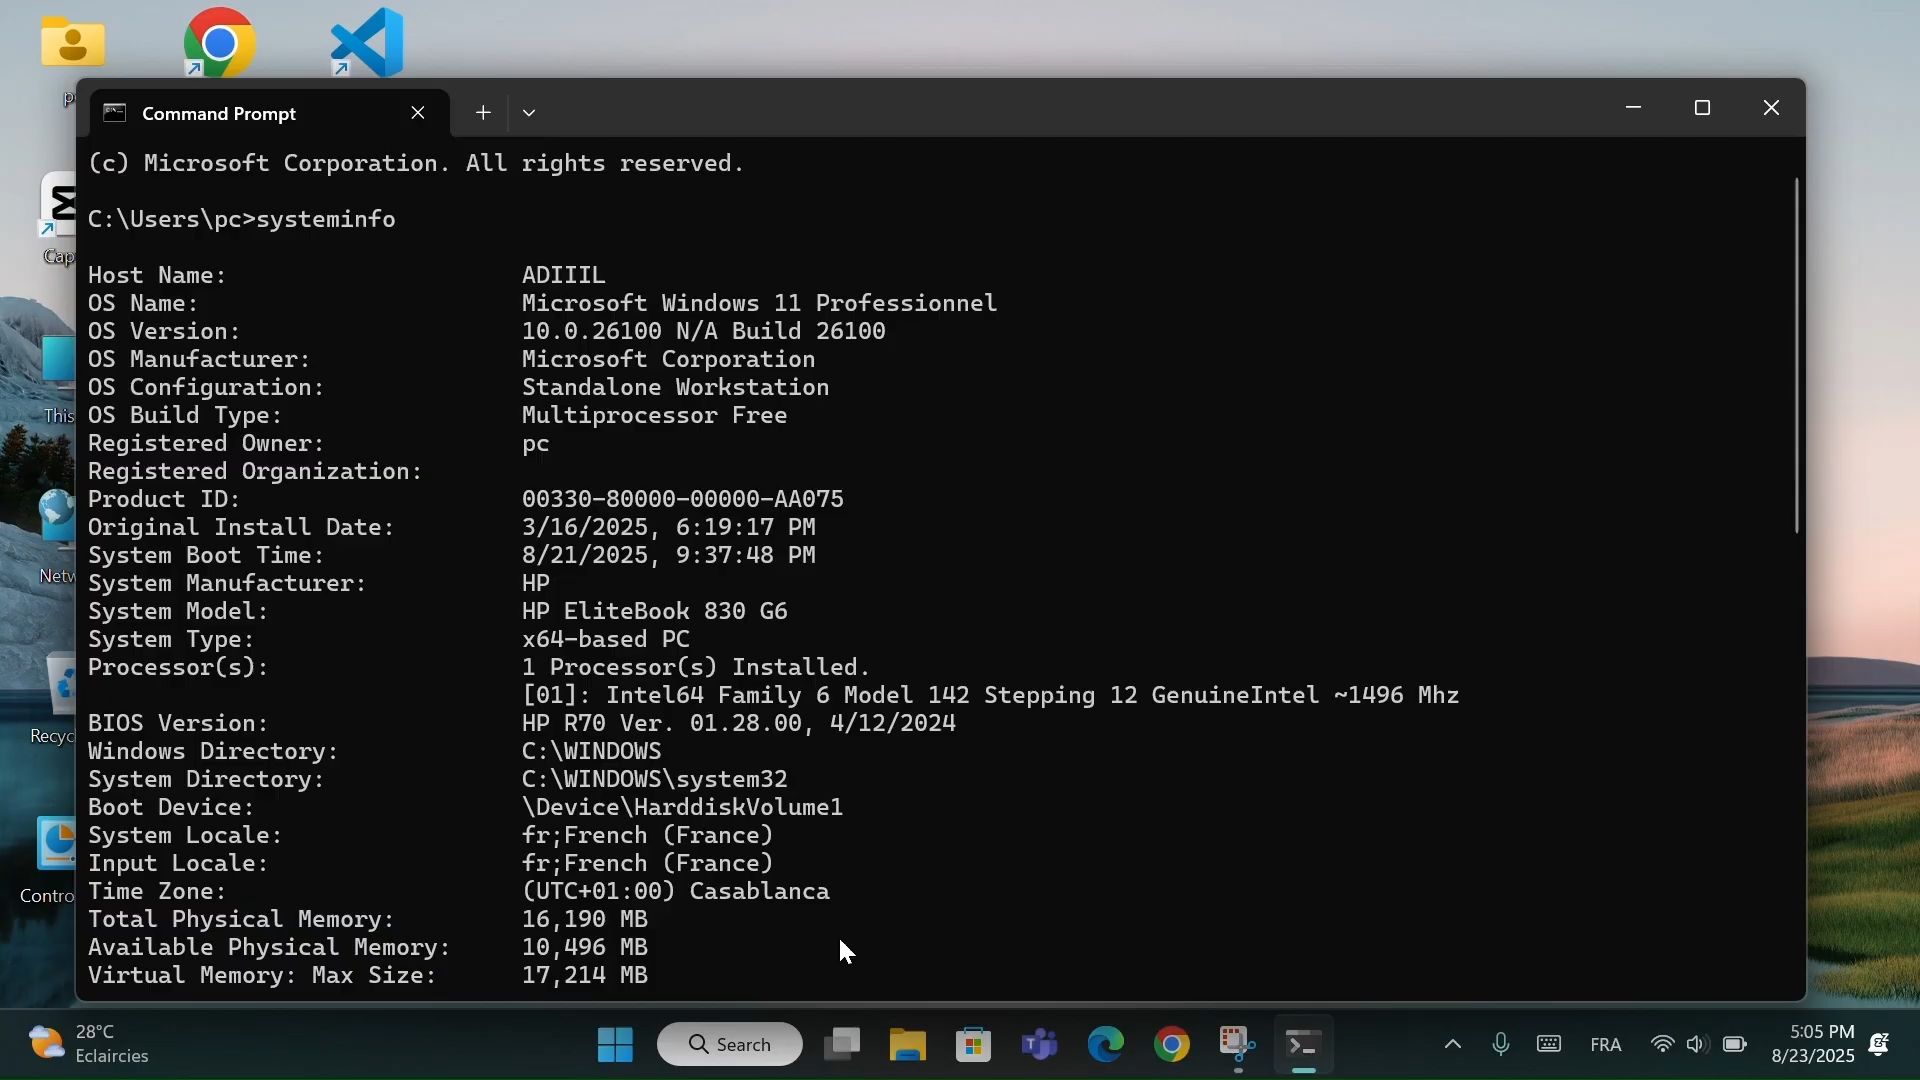 Command Prompt
(c) Microsoft Corporation. All rights reserved.
C:\Users\pc>systeminfo
Host Name: ADIIIL
OS Name: Microsoft Windows 11 Professionnel
OS Version: 10.0.26100 N/A Build 26100
OS Manufacturer: Microsoft Corporation
OS Configuration: Standalone Workstation
OS Build Type: Multiprocessor Free
Registered Owner: pc
Registered Organization:
Product ID: 00330-80000-00000-AA075
Original Install Date: 3/16/2025, 6:19:17 PM
System Boot Time: 8/21/2025, 9:37:48 PM
System Manufacturer: HP
System Model: HP EliteBook 830 G6
System Type: x64-based PC
Processor(s): 1 Processor(s) Installed.
[01]: Intel64 Family 6 Model 142 Stepping 12 GenuineIntel ~1496 Mhz
BIOS Version: HP R70 Ver. 01.28.00, 4/12/2024
Windows Directory: C:\WINDOWS
System Directory: C:\WINDOWS\system32
Boot Device: \Device\HarddiskVolume1
System Locale: fr;French (France)
Input Locale: fr;French (France)
Time Zone: (UTC+01:00) Casablanca
Total Physical Memory: 16,190 MB
Available Physical Memory: 10,496 MB
Virtual Memory: Max Size: 17,214 MB
Cap
This
Netw
Recyc
Contro
28°C
Eclaircies
Search
FRA
5:05 PM
8/23/2025